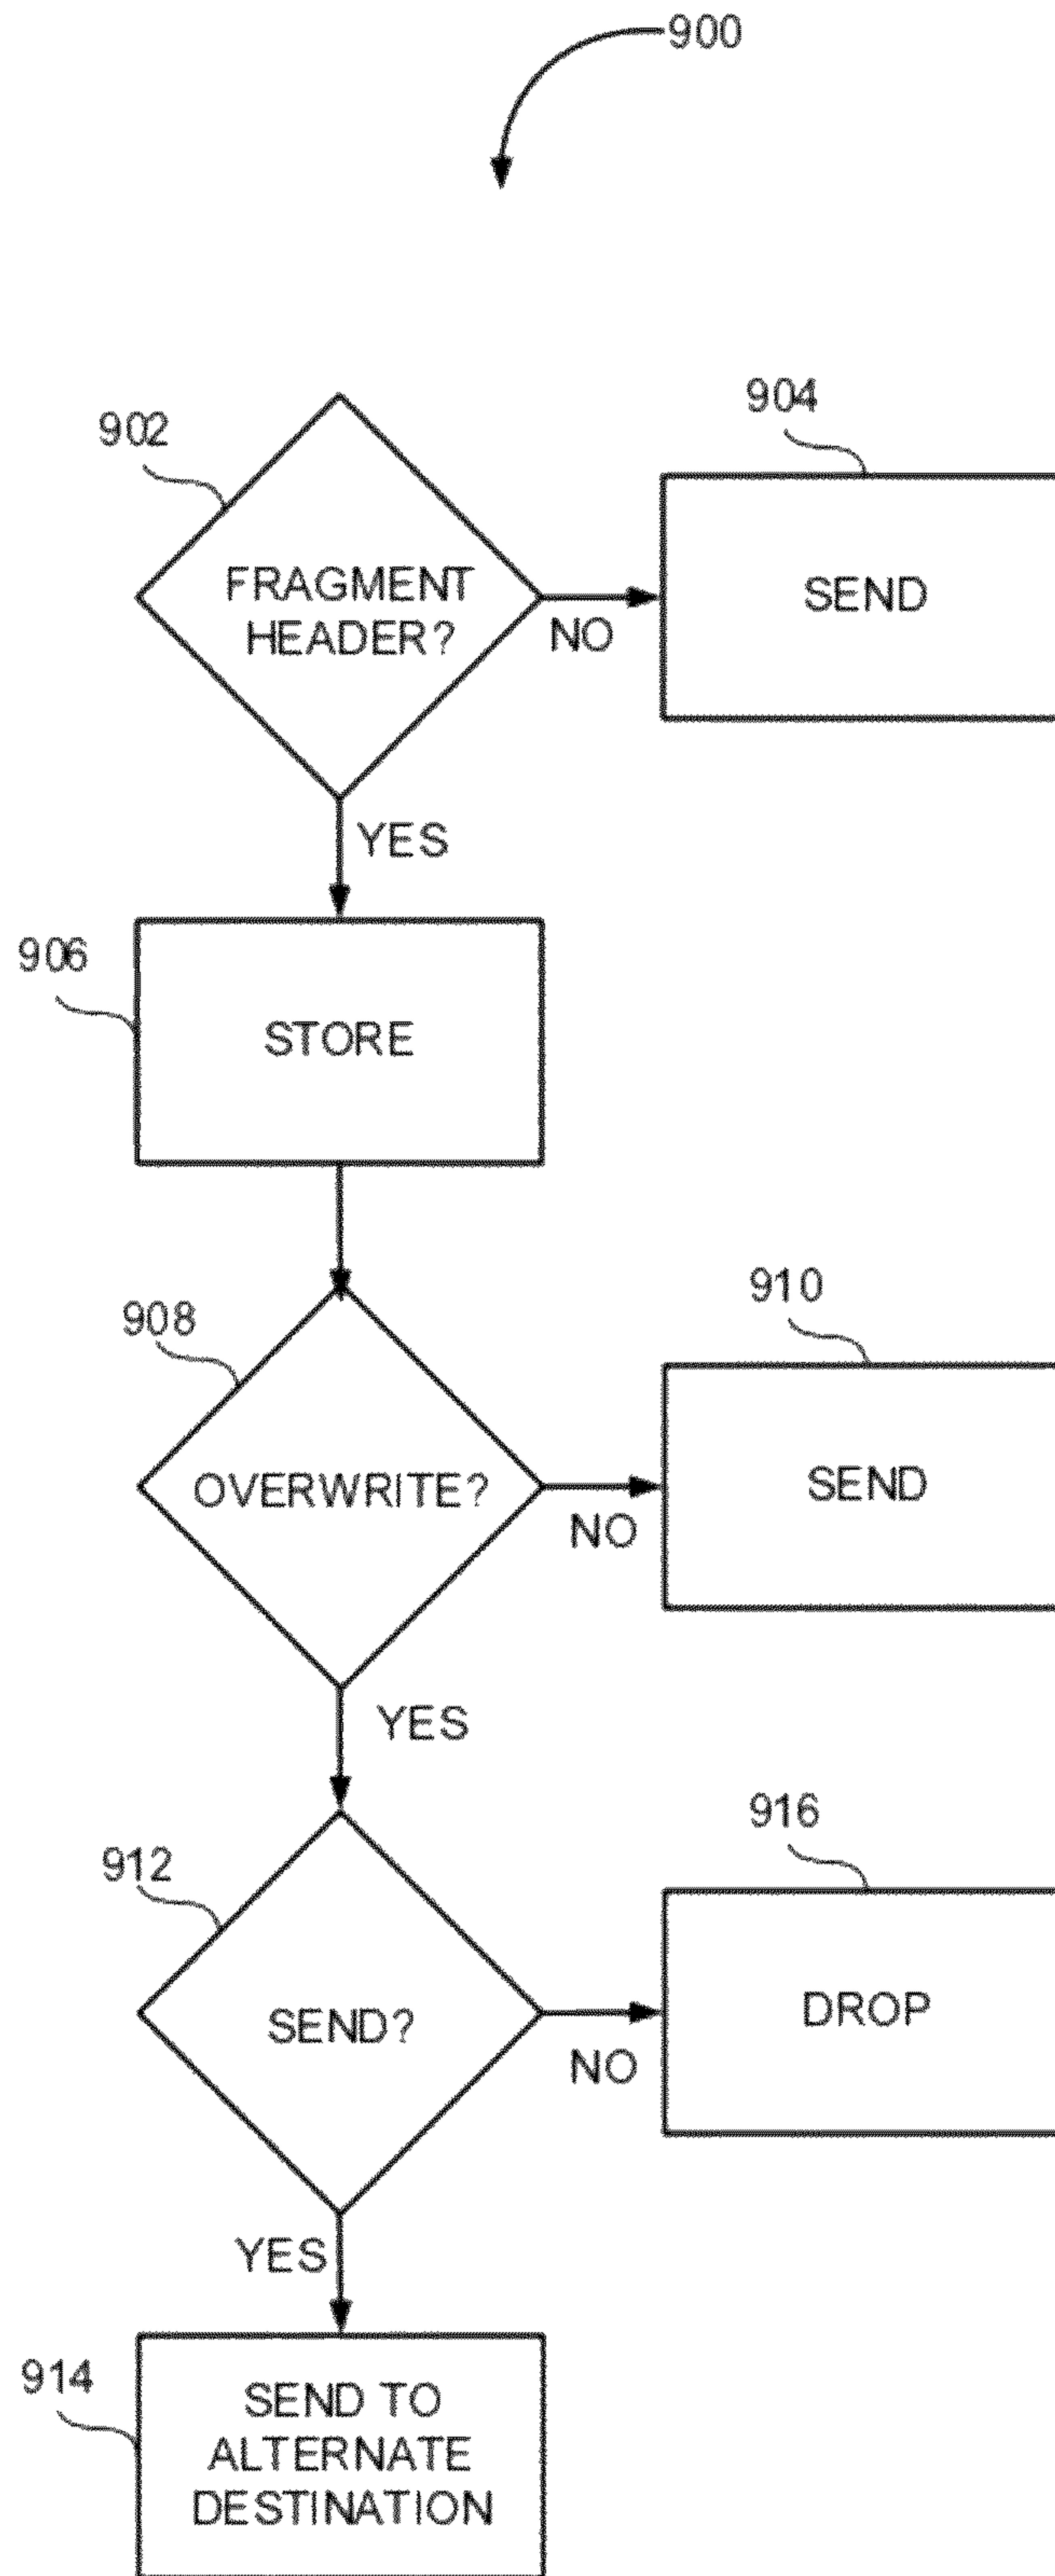 900
902
904
FRAGMENT
HEADER?
SEND
NO
YES
906
STORE
908
910
OVERWRITE?
SEND
NO
YES
912
916
SEND?
DROP
NO
YES
914
SEND TO
ALTERNATE
DESTINATION